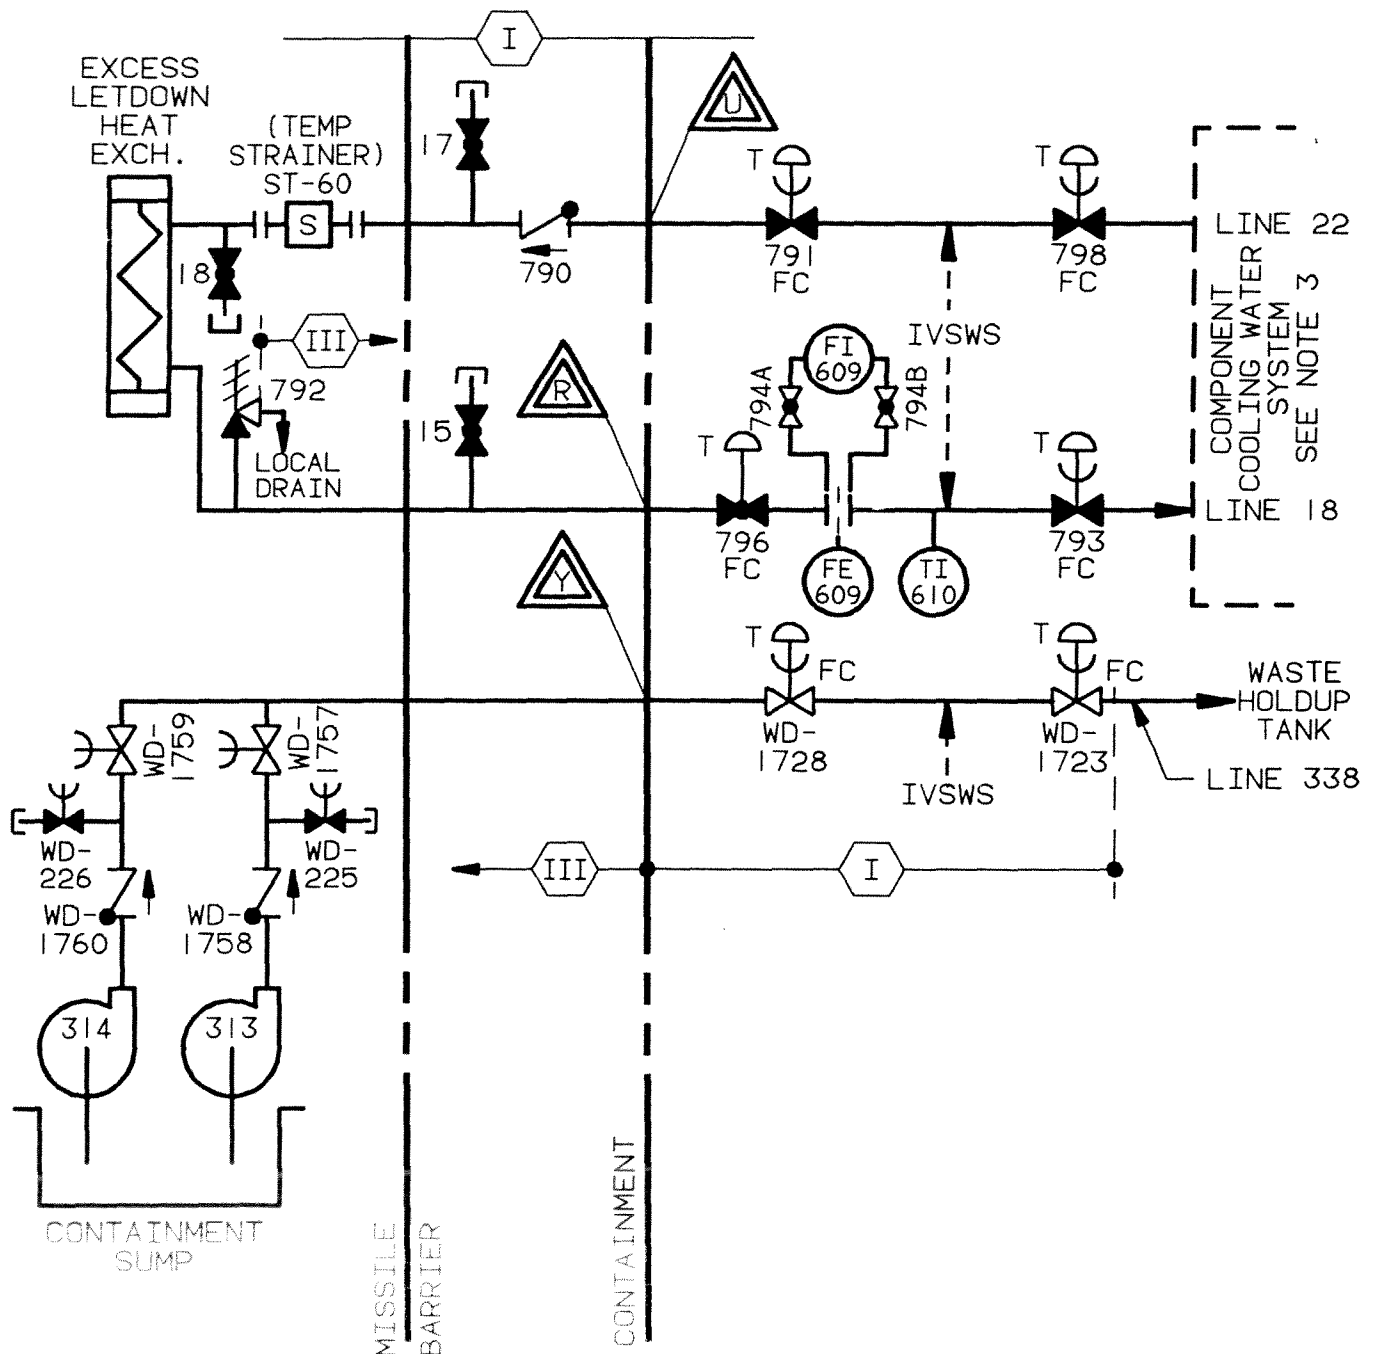 I
EXCESS
LETDOWN
HEAT
EXCH.
(TEMP
STRAINER)
ST-60
S
17
18
790
U
T
791
FC
T
798
FC
LINE 22
IVSWS
COMPONENT
COOLING WATER
SYSTEM
SEE NOTE 3
III
792
LOCAL
DRAIN
15
R
FI
609
794A
794B
T
796
FC
FE
609
TI
610
T
793
FC
LINE 18
Y
T
FC
WD-
1728
T
FC
WD-
1723
WASTE
HOLDUP
TANK
LINE 338
IVSWS
WD-
1759
WD-
1757
WD-
226
WD-
225
III
I
WD-
1760
WD-
1758
314
313
CONTAINMENT
SUMP
MISSILE
BARRIER
CONTAINMENT